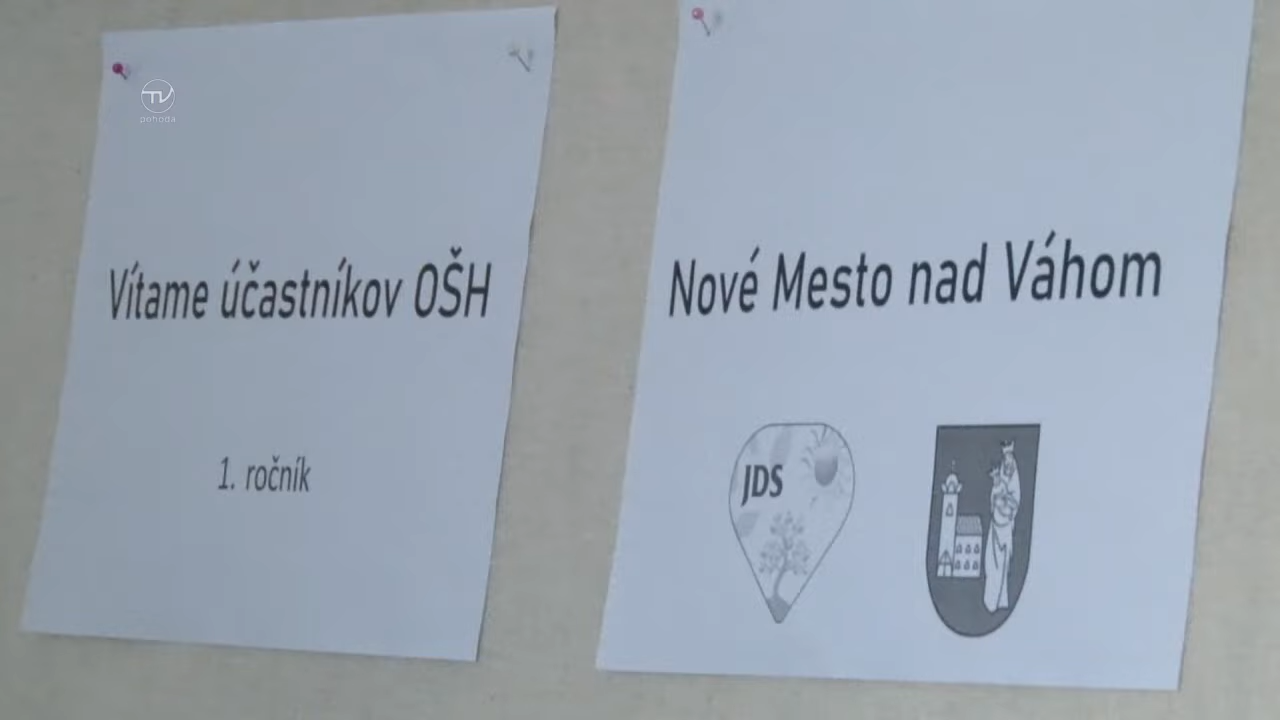 TV
pohoda
Vítame účastníkov OŠH
1. ročník
Nové Mesto nad Váhom
JDS